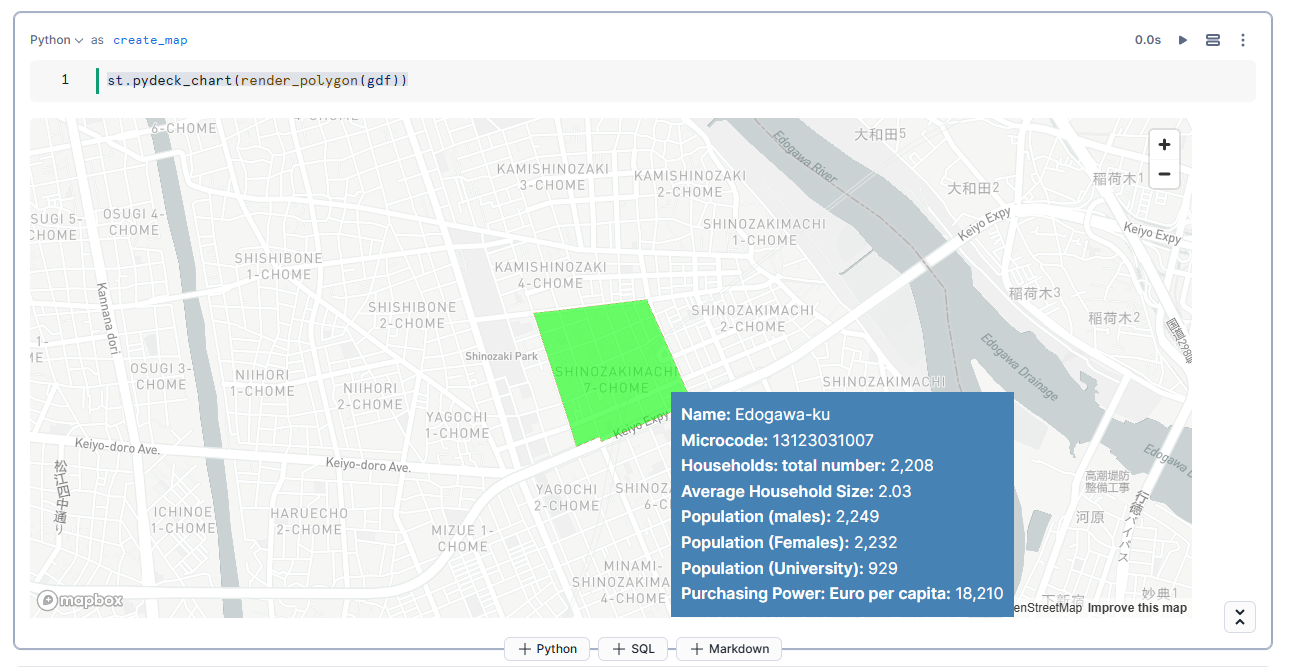 Python as create_map
0.0s
1
st.pydeck_chart(render_polygon(gdf))
6-CHOME
大和田5
Edogawa River
KAMISHINOZAKI
3-CHOME
KAMISHINOZAKI
2-CHOME
大和田2
稲荷木1
+
−
OSUGI 5-
CHOME
OSUGI 4-
CHOME
SHINOZAKIMACHI
1-CHOME
Keiyo Expy
Keiyo Expy
SHISHIBONE
1-CHOME
KAMISHINOZAKI
4-CHOME
Kannana dori
SHISHIBONE
2-CHOME
SHINOZAKIMACHI
2-CHOME
稲荷木3
稲荷木2
1-
ME
Shinozaki Park
OSUGI 3-
CHOME
NIIHORI
1-CHOME
NIIHORI
2-CHOME
SHINOZAKIMACHI
7-CHOME
SHINOZAKIMACHI
Edogawa Drainage
YAGOCHI
1-CHOME
Keiyo Expy
Keiyo-doro Ave.
Keiyo-doro Ave.
松江四中通り
YAGOCHI
2-CHOME
SHINOZ
6-C
ICHINOE
1-CHOME
HARUECHO
2-CHOME
MIZUE 1-
CHOME
MINAMI-
SHINOZAKIMA
4-CHOME
Name: Edogawa-ku
Microcode: 13123031007
Households: total number: 2,208
Average Household Size: 2.03
Population (males): 2,249
Population (Females): 2,232
Population (University): 929
Purchasing Power: Euro per capita: 18,210
Edogawa D
高潮堤防
整備工事
河原
行徳バイパス
妙典1
mapbox
enStreetMap Improve this map
+ Python
+ SQL
+ Markdown